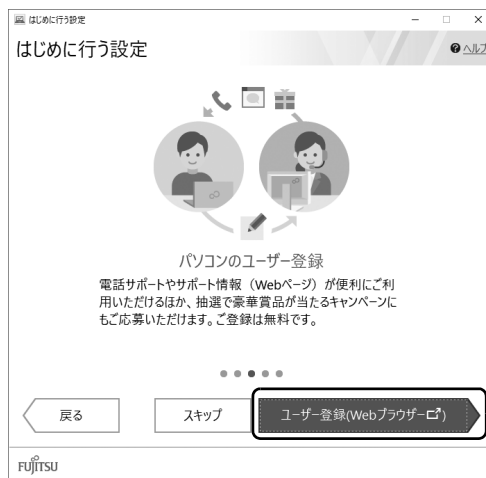 はじめに行う設定
はじめに行う設定
ヘルプ
パソコンのユーザー登録
電話サポートやサポート情報（Webページ）が便利にご利
用いただけるほか、抽選で豪華賞品が当たるキャンペーンに
もご応募いただけます。ご登録は無料です。
戻る
スキップ
ユーザー登録(Webブラウザー)
FUJITSU